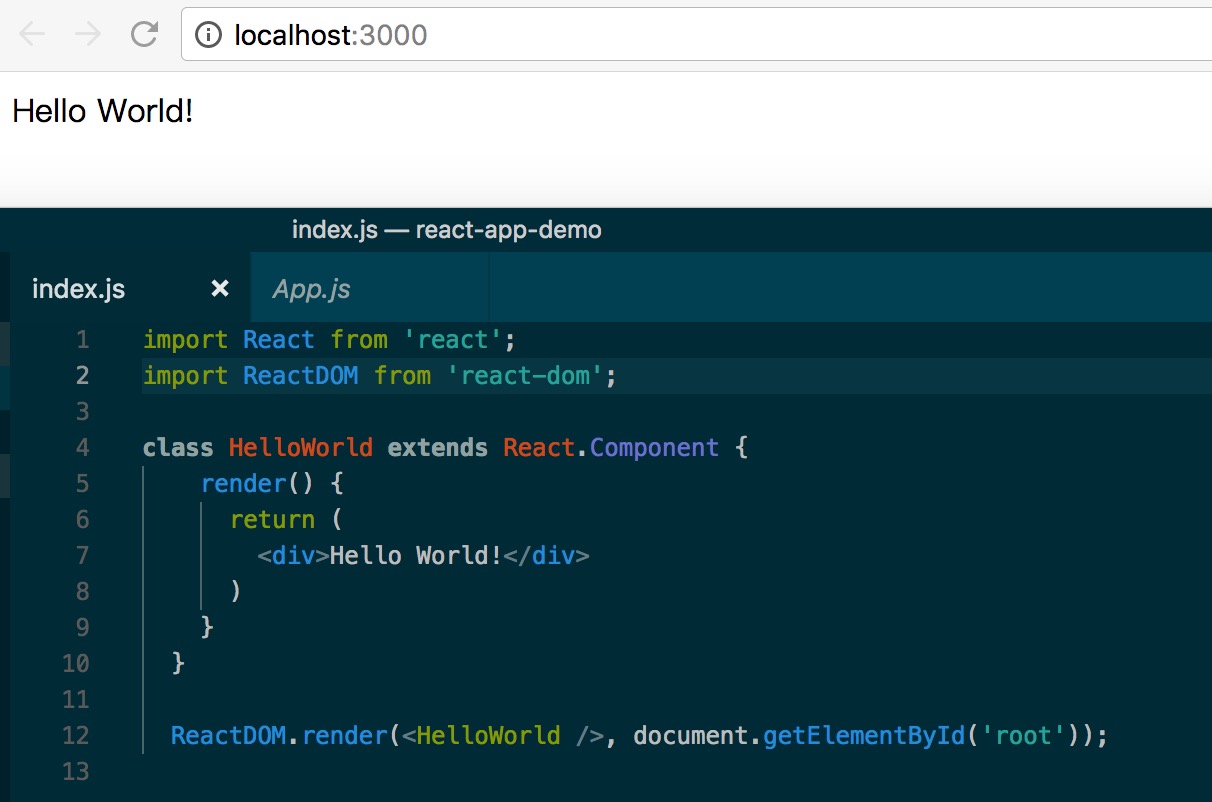 localhost:3000
Hello World!
index.js — react-app-demo
index.js × App.js
1 import React from 'react';
2 import ReactDOM from 'react-dom';
3
4 class HelloWorld extends React.Component {
5     render() {
6       return (
7         <div>Hello World!</div>
8       )
9     }
10   }
11
12   ReactDOM.render(<HelloWorld />, document.getElementById('root'));
13